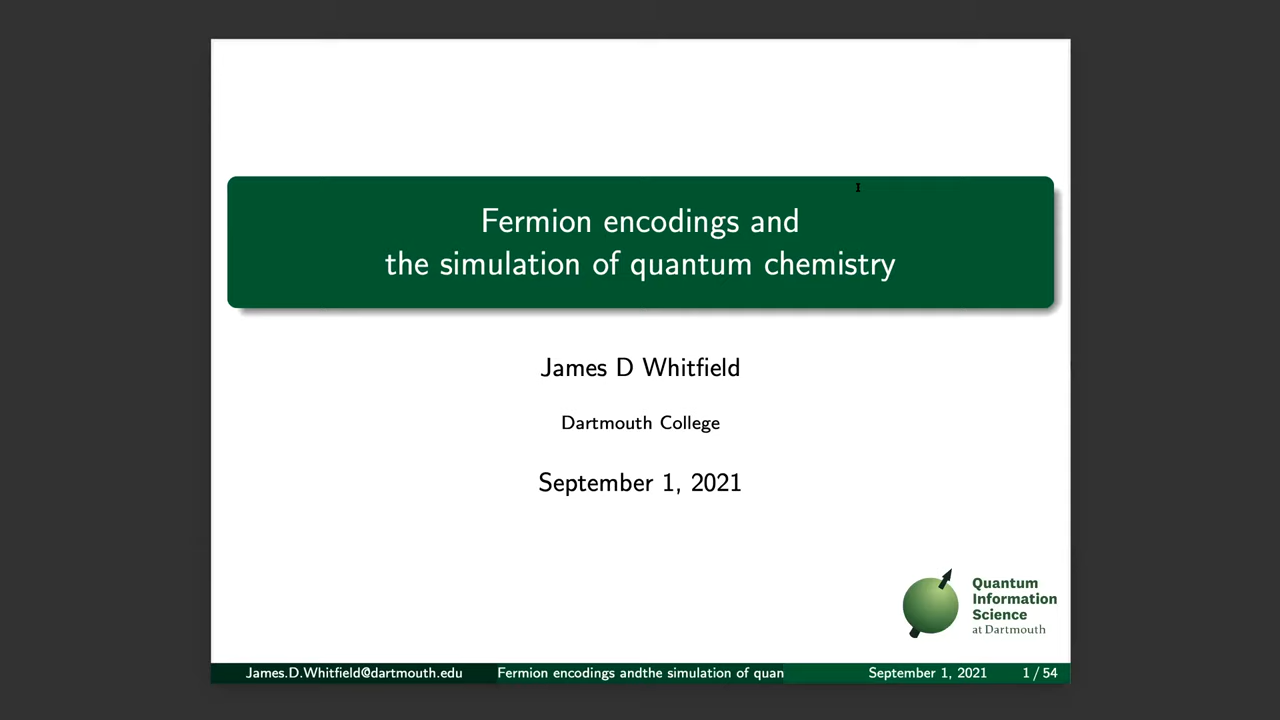 Fermion encodings and
the simulation of quantum chemistry
James D Whitfield
Dartmouth College
September 1, 2021
Quantum
Information
Science
at Dartmouth
James.D.Whitfield@dartmouth.edu
Fermion encodings andthe simulation of quan
September 1, 2021
1 / 54